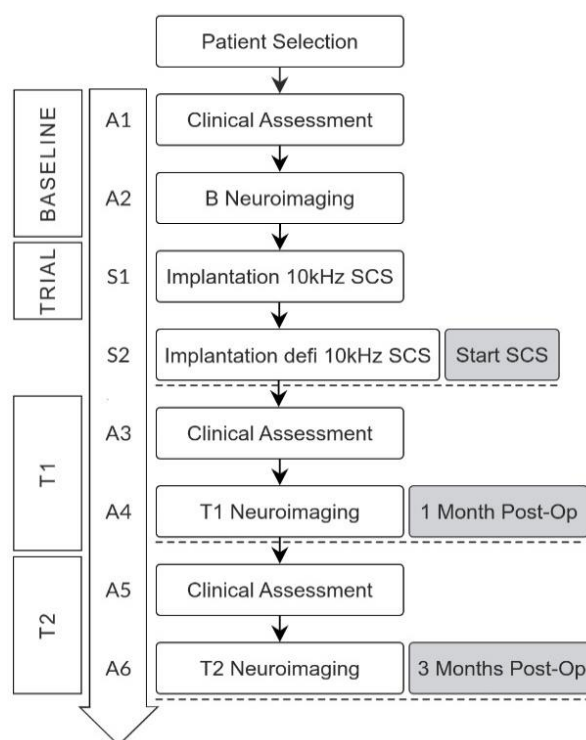 Patient Selection
BASELINE
A1
Clinical Assessment
A2
B Neuroimaging
TRIAL
S1
Implantation 10kHz SCS
S2
Implantation defi 10kHz SCS
Start SCS
T1
A3
Clinical Assessment
A4
T1 Neuroimaging
1 Month Post-Op
T2
A5
Clinical Assessment
A6
T2 Neuroimaging
3 Months Post-Op